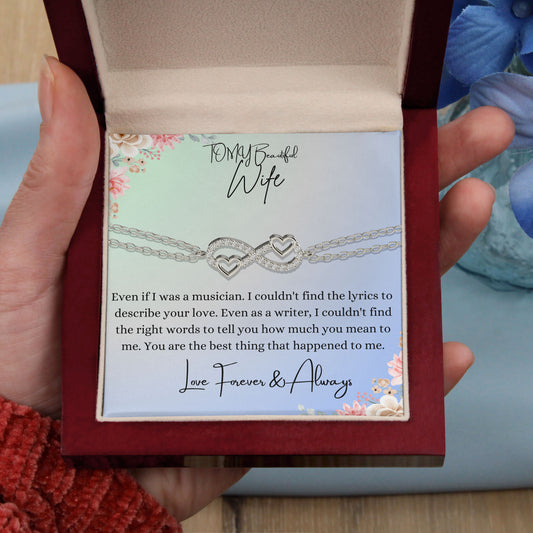 TO MY Beautiful
Wife
Even if I was a musician. I couldn't find the lyrics to
describe your love. Even as a writer, I couldn't find
the right words to tell you how much you mean to
me. You are the best thing that happened to me.
Love Forever & Always